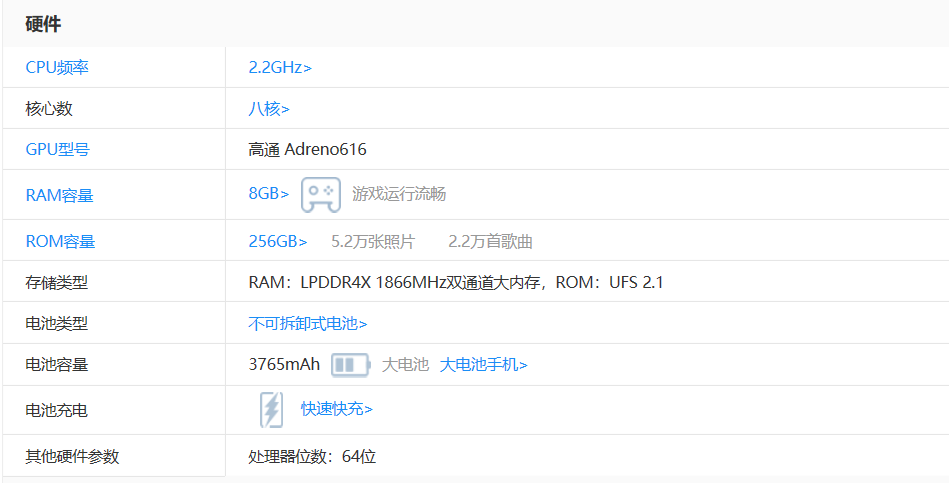 硬件
CPU频率 2.2GHz>
核心数 八核>
GPU型号 高通 Adreno616
RAM容量 8GB> 游戏运行流畅
ROM容量 256GB> 5.2万张照片 2.2万首歌曲
存储类型 RAM：LPDDR4X 1866MHz双通道大内存，ROM：UFS 2.1
电池类型 不可拆卸式电池>
电池容量 3765mAh 大电池 大电池手机>
电池充电 快速快充>
其他硬件参数 处理器位数：64位